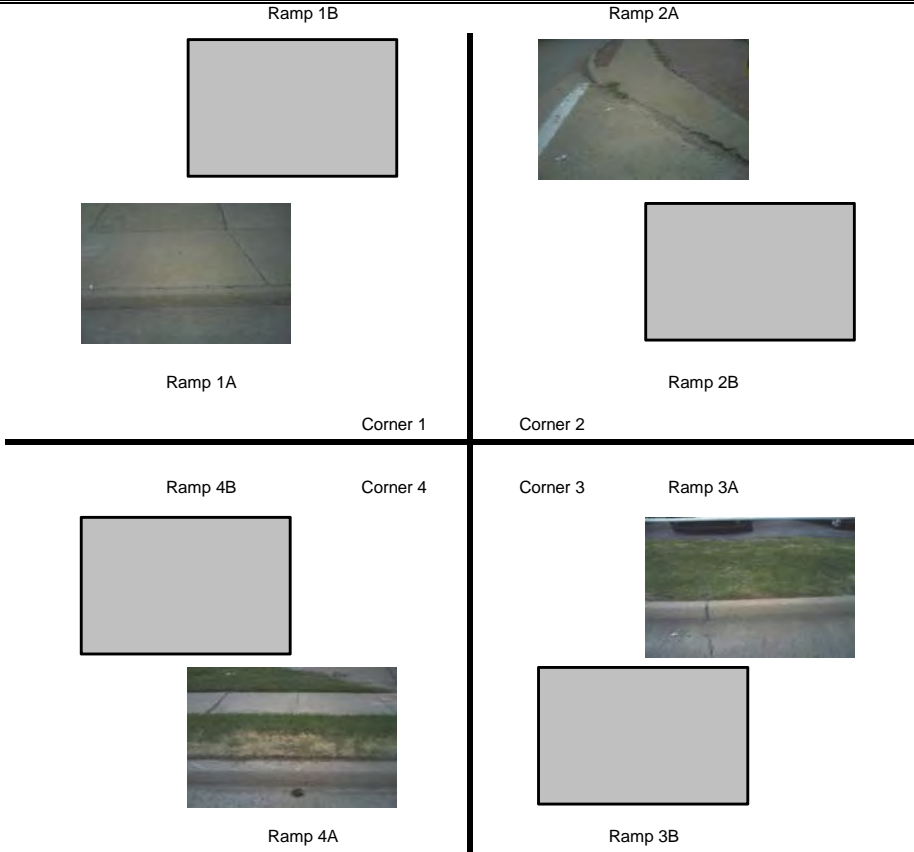 Ramp 1B
Ramp 2A
Ramp 1A
Ramp 2B
Corner 1
Corner 2
Ramp 4B
Corner 4
Corner 3
Ramp 3A
Ramp 4A
Ramp 3B